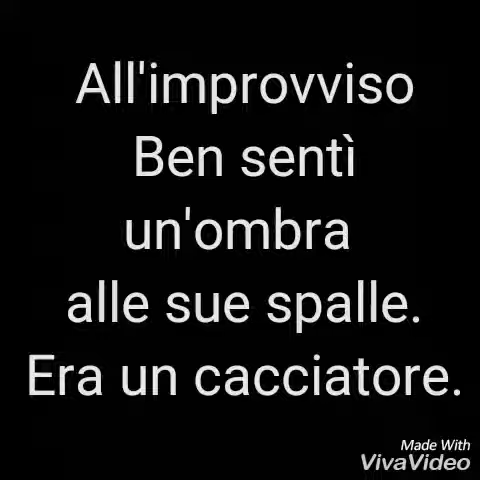 All'improvviso
Ben sentì
un'ombra
alle sue spalle.
Era un cacciatore.
Made With
VivaVideo